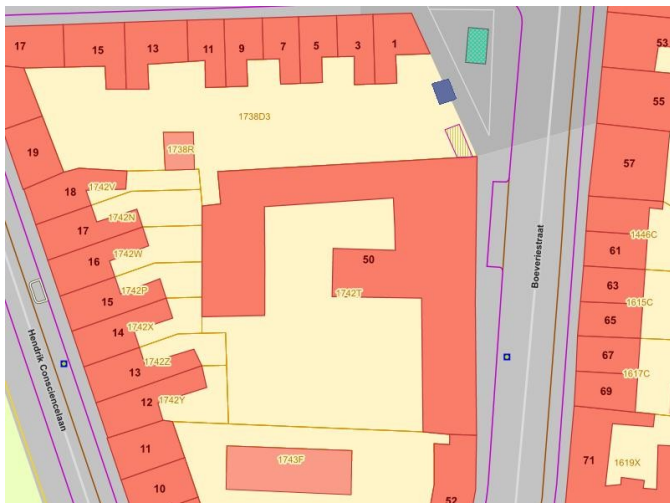 17
15
13
11
9
7
5
3
1
53
55
1738D3
1738R
19
57
18
1742V
17
1742N
1446C
16
1742W
50
61
Boeveriestraat
15
1742P
1742T
63
1615C
14
1742X
65
Hendrik Consciencelaan
13
1742Z
67
1617C
12
1742Y
69
11
1743F
71
1619X
10
52